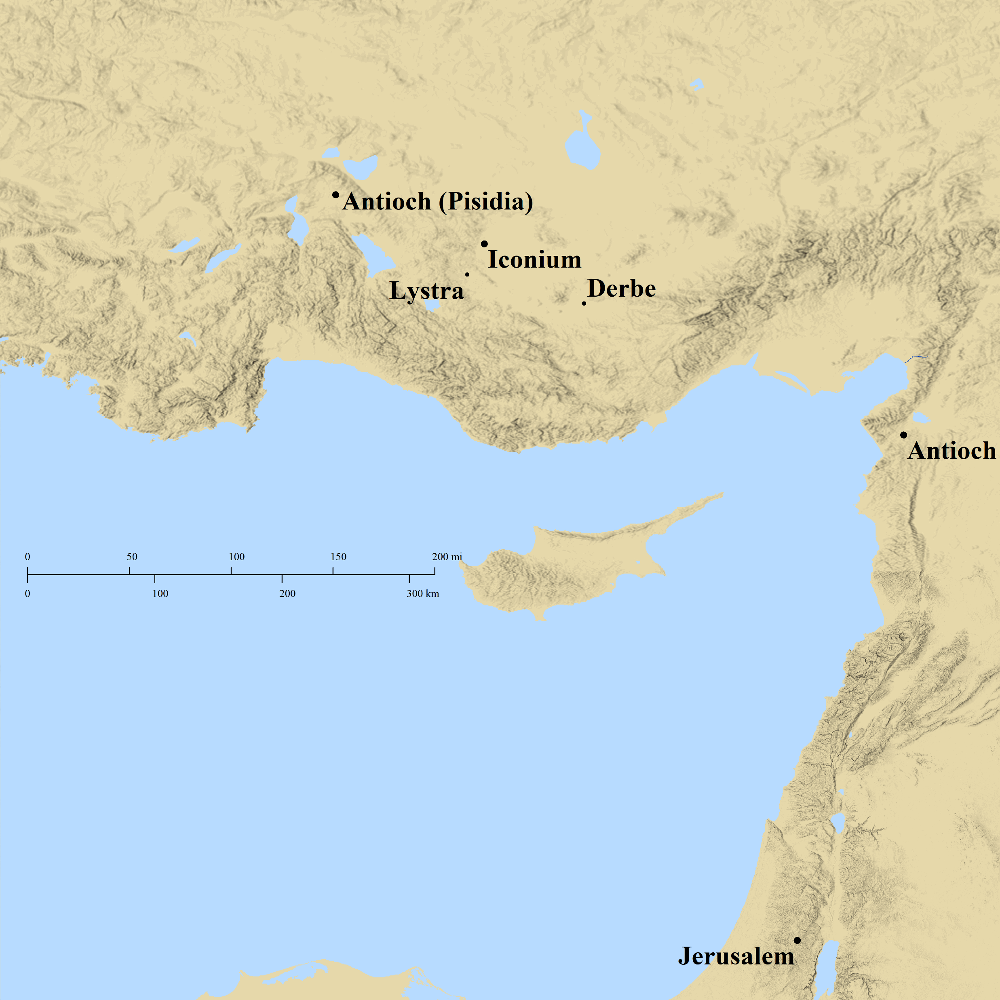 Antioch (Pisidia)
Iconium
Lystra
Derbe
Antioch
0 50 100 150 200 mi
0 100 200 300 km
Jerusalem